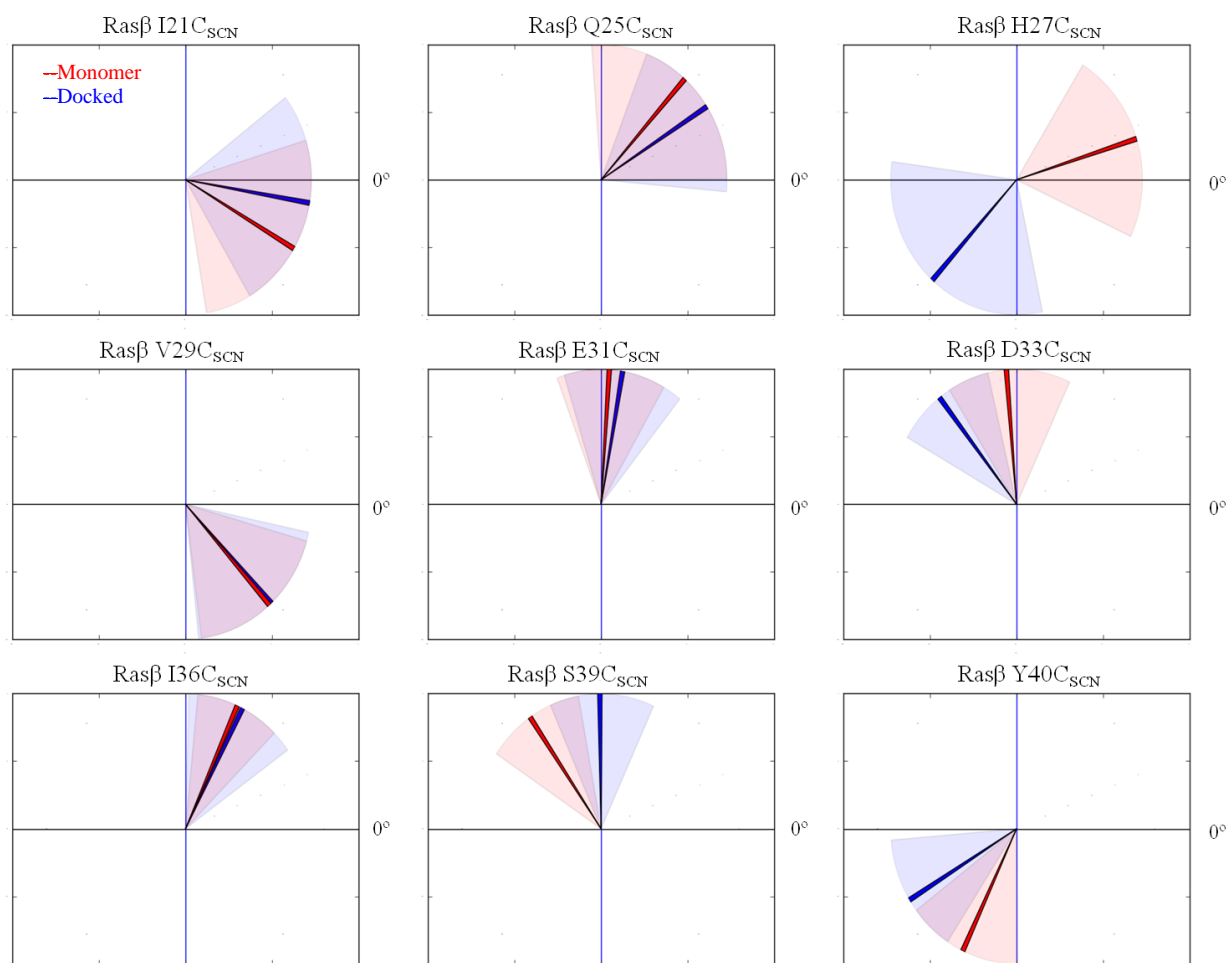 Rasβ I21C_SCN Rasβ Q25C_SCN Rasβ H27C_SCN
--Monomer
--Docked
0° 0° 0°
Rasβ V29C_SCN Rasβ E31C_SCN Rasβ D33C_SCN
0° 0° 0°
Rasβ I36C_SCN Rasβ S39C_SCN Rasβ Y40C_SCN
0° 0° 0°